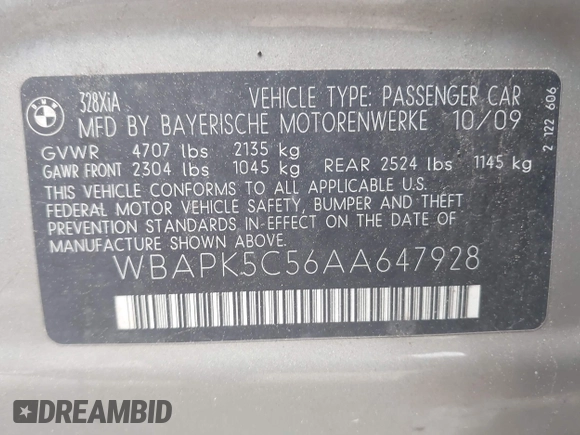 BMW
328XiA VEHICLE TYPE: PASSENGER CAR
MFD BY BAYERISCHE MOTORENWERKE 10/09
GVWR 4707 lbs 2135 kg
GAWR FRONT 2304 lbs 1045 kg REAR 2524 lbs 1145 kg
THIS VEHICLE CONFORMS TO ALL APPLICABLE U.S.
FEDERAL MOTOR VEHICLE SAFETY, BUMPER AND THEFT
PREVENTION STANDARDS IN EFFECT ON THE DATE OF
MANUFACTURE SHOWN ABOVE.
WBAPK5C56AA647928
2 122 606
DREAMBID